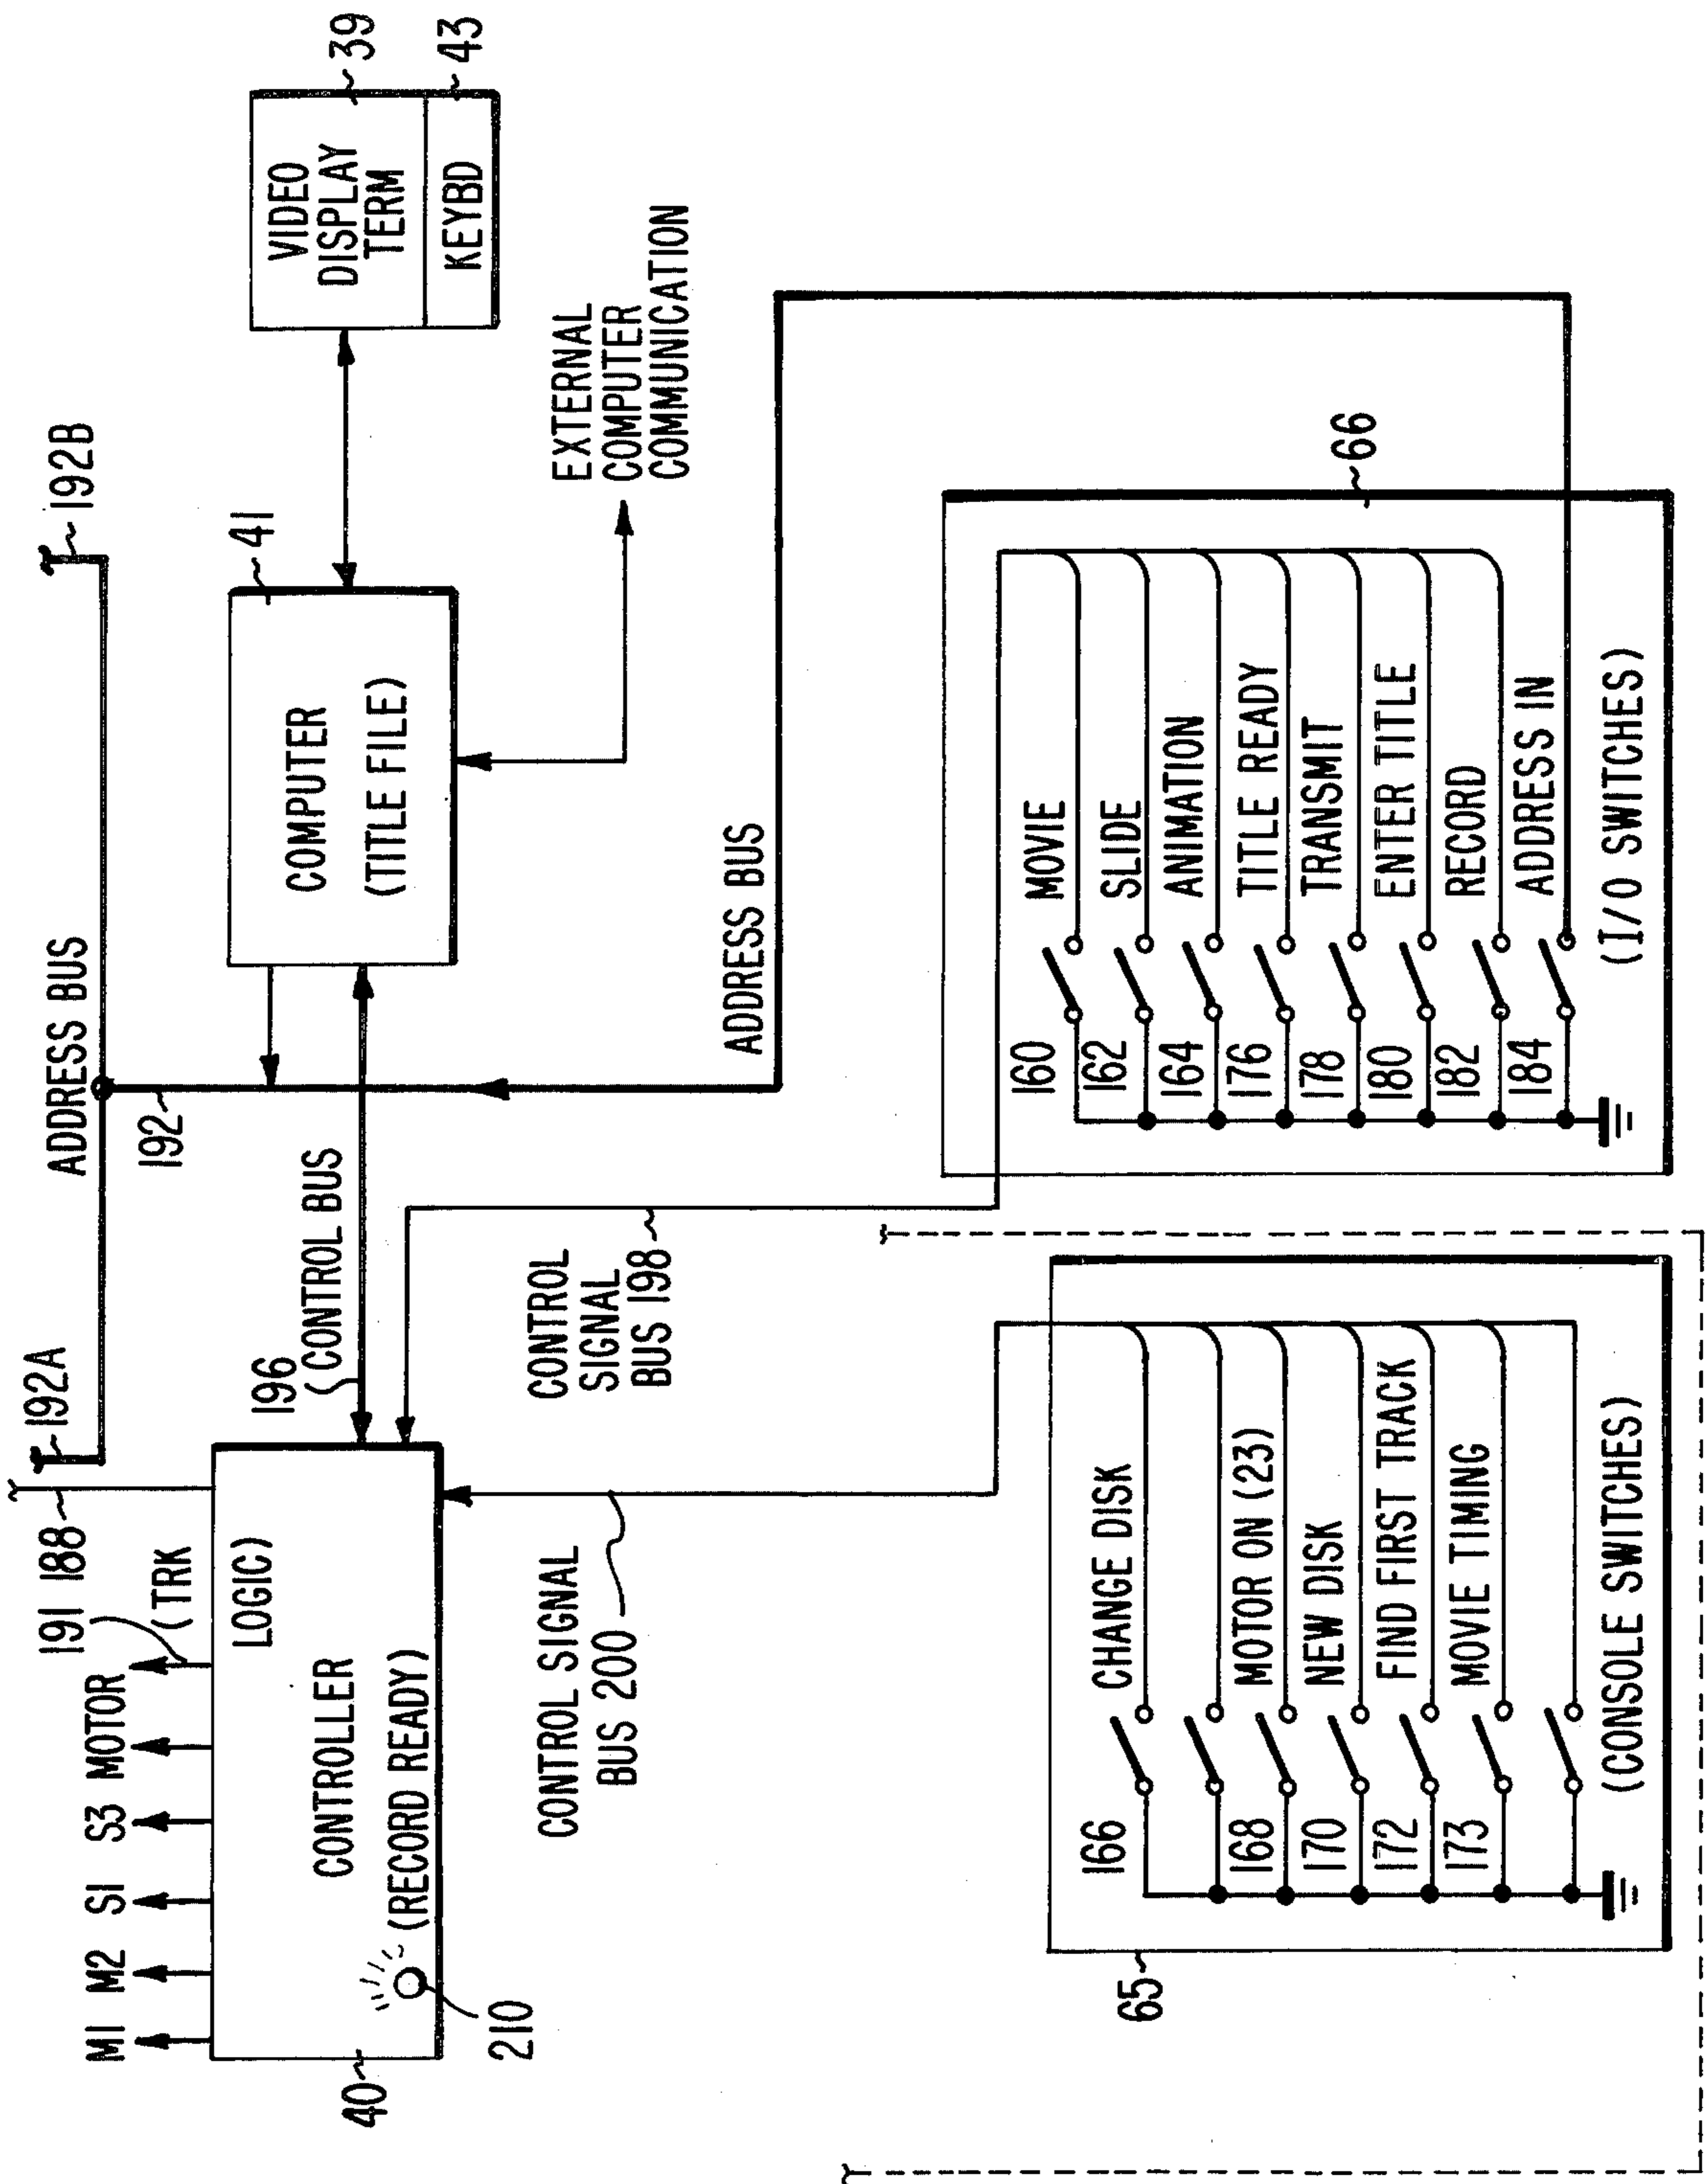 M1 M2 S1 S3 MOTOR
191
(TRK
188
192A
ADDRESS BUS
192B
LOGIC)
CONTROLLER
(RECORD READY)
40
210
196
(CONTROL BUS
192
COMPUTER
(TITLE FILE)
41
VIDEO
DISPLAY
TERM
39
KEYBD
43
EXTERNAL
COMPUTER
COMMUNICATION
CONTROL SIGNAL
BUS 200
CONTROL
SIGNAL
BUS 198
ADDRESS BUS
65
166
CHANGE DISK
168
MOTOR ON (23)
170
NEW DISK
172
FIND FIRST TRACK
173
MOVIE TIMING
(CONSOLE SWITCHES)
66
160
MOVIE
162
SLIDE
164
ANIMATION
176
TITLE READY
178
TRANSMIT
180
ENTER TITLE
182
RECORD
184
ADDRESS IN
(I/O SWITCHES)